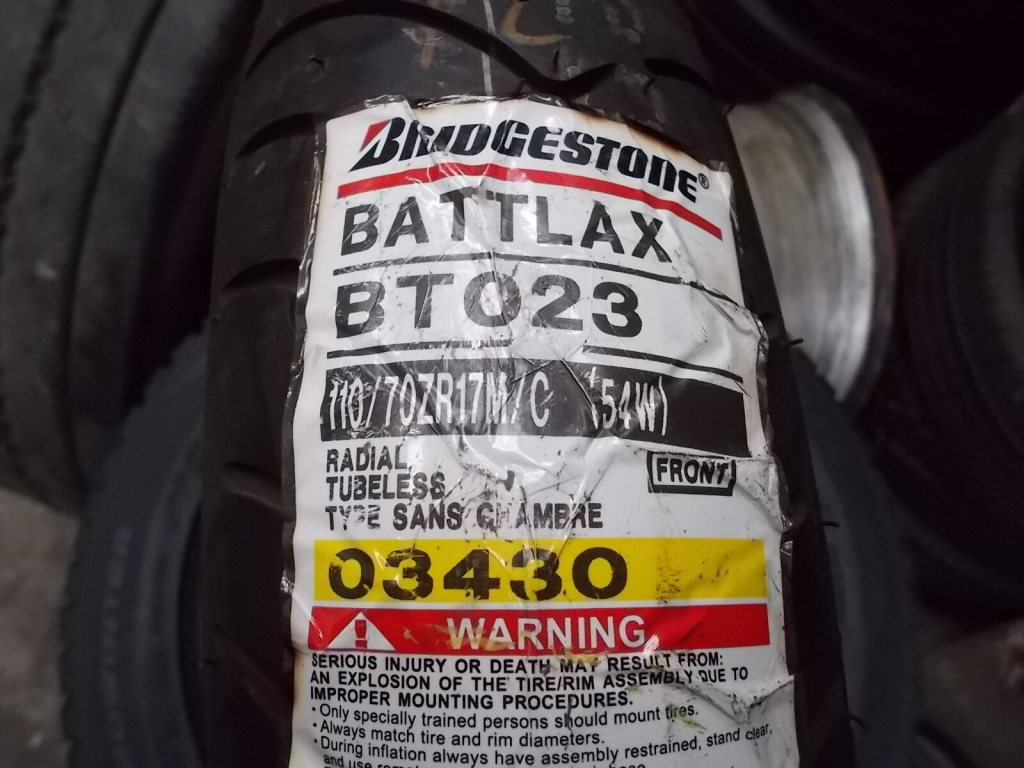 BRIDGESTONE®
BATTLAX
BT023
110/70ZR17M/C (54W)
RADIAL
TUBELESS
FRONT
TYPE SANS CHAMBRE
03430
WARNING
SERIOUS INJURY OR DEATH MAY RESULT FROM:
AN EXPLOSION OF THE TIRE/RIM ASSEMBLY DUE TO
IMPROPER MOUNTING PROCEDURES.
• Only specially trained persons should mount tires.
• Always match tire and rim diameters.
• During inflation always have assembly restrained, stand clear,
and use